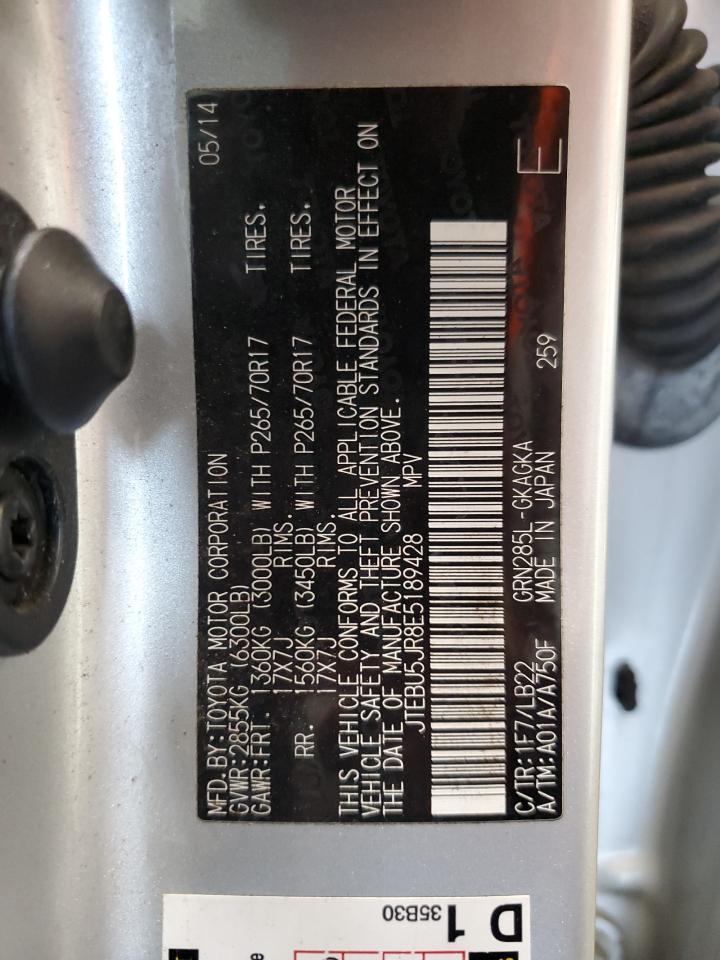 MFD.BY:TOYOTA MOTOR CORPORATION 05/14
GVWR:2855KG (6300LB)
GAWR:FRT. 1360KG (3000LB) WITH P265/70R17 TIRES.
17X7J RIMS.
RR. 1560KG (3450LB) WITH P265/70R17 TIRES.
17X7J RIMS.
THIS VEHICLE CONFORMS TO ALL APPLICABLE FEDERAL MOTOR
VEHICLE SAFETY AND THEFT PREVENTION STANDARDS IN EFFECT ON
THE DATE OF MANUFACTURE SHOWN ABOVE.
JTEBU5JR8E5189428 MPV
C/TR:1F7/LB22 GRN285L-GKAGKA E
A/TM:A01A/A750F MADE IN JAPAN 259
D1
35B30